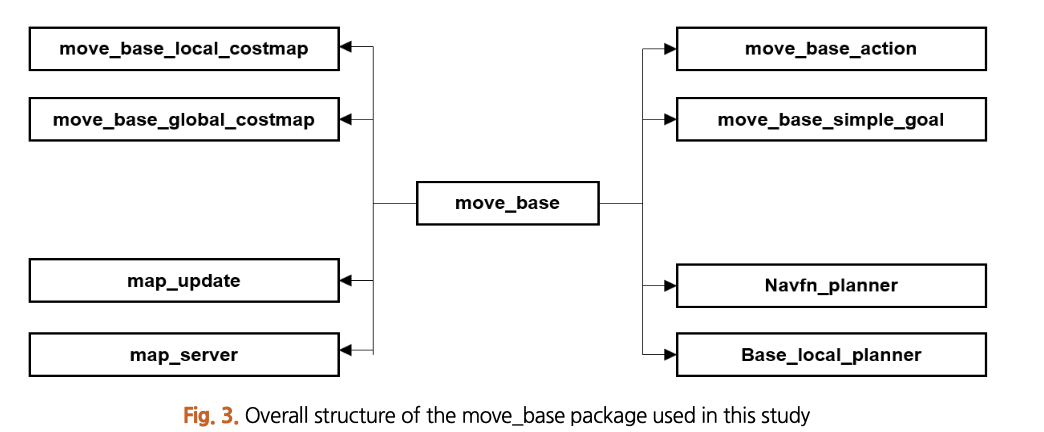 move_base_local_costmap
move_base_action
move_base_global_costmap
move_base_simple_goal
move_base
map_update
Navfn_planner
map_server
Base_local_planner
Fig. 3. Overall structure of the move_base package used in this study